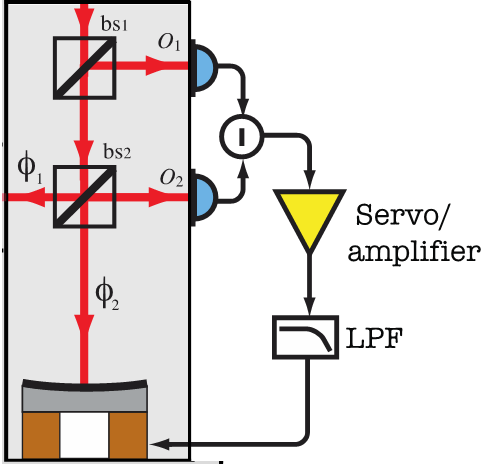 bs1
O1
ϕ1
bs2
O2
Servo/
amplifier
ϕ2
LPF